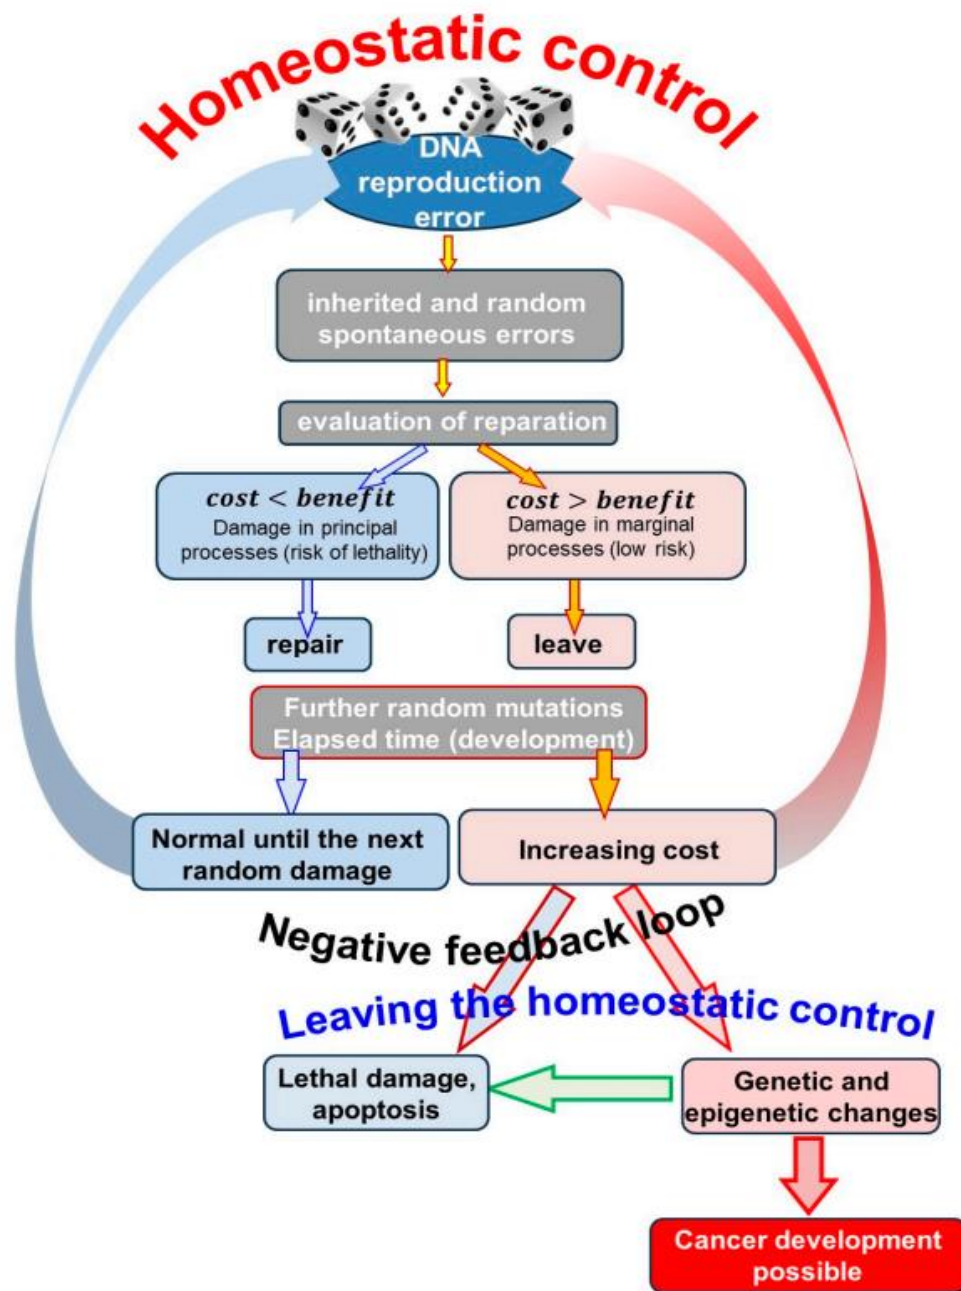 Homeostatic control
DNA
reproduction
error
inherited and random
spontaneous errors
evaluation of reparation
cost < benefit
Damage in principal
processes (risk of lethality)
cost > benefit
Damage in marginal
processes (low risk)
repair
leave
Further random mutations
Elapsed time (development)
Normal until the next
random damage
Increasing cost
Negative feedback loop
Leaving the homeostatic control
Lethal damage,
apoptosis
Genetic and
epigenetic changes
Cancer development
possible